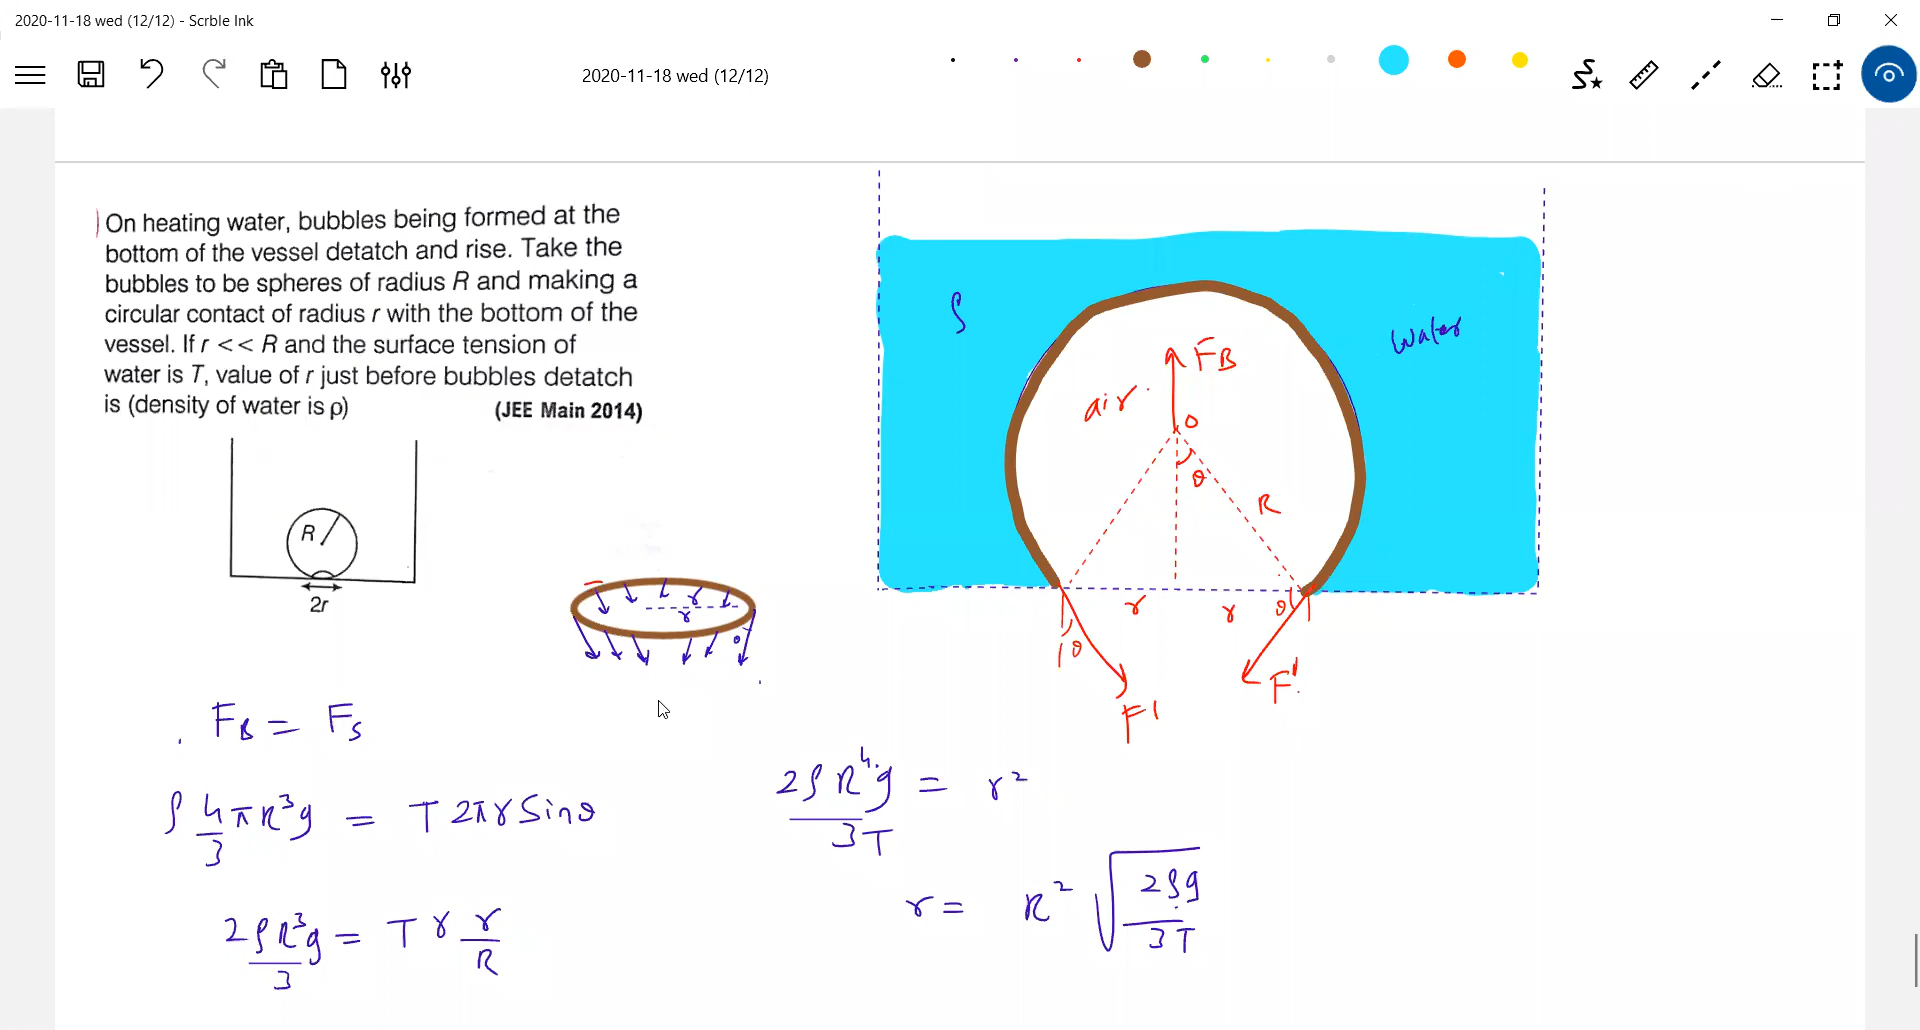 2020-11-18 wed (12/12) - Scrble Ink
2020-11-18 wed (12/12)
On heating water, bubbles being formed at the
bottom of the vessel detatch and rise. Take the
bubbles to be spheres of radius R and making a
circular contact of radius r with the bottom of the
vessel. If r << R and the surface tension of
water is T, value of r just before bubbles detatch
is (density of water is ρ)
(JEE Main 2014)
R
2r
r
r
θ
ρ
water
air
F_B
O
θ
R
r
r
θ
θ
F'
F'
F_B = F_S
ρ 4/3 π R³ g = T 2πr Sinθ
2ρR³g/3 = T r r/R
2ρR⁴g/3T = r²
r = R² √(2ρg/3T)